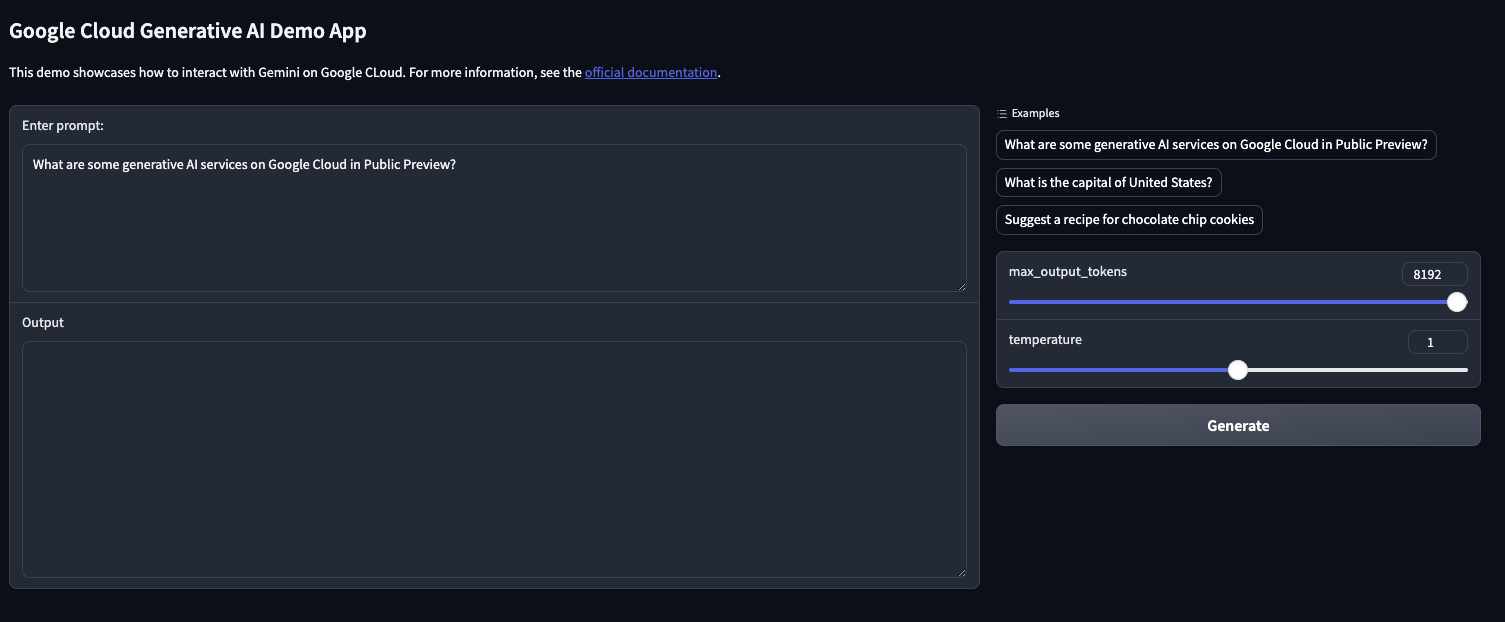 Google Cloud Generative AI Demo App
This demo showcases how to interact with Gemini on Google CLoud. For more information, see the official documentation.
Enter prompt:
What are some generative AI services on Google Cloud in Public Preview?
Output
Examples
What are some generative AI services on Google Cloud in Public Preview?
What is the capital of United States?
Suggest a recipe for chocolate chip cookies
max_output_tokens
8192
temperature
1
Generate